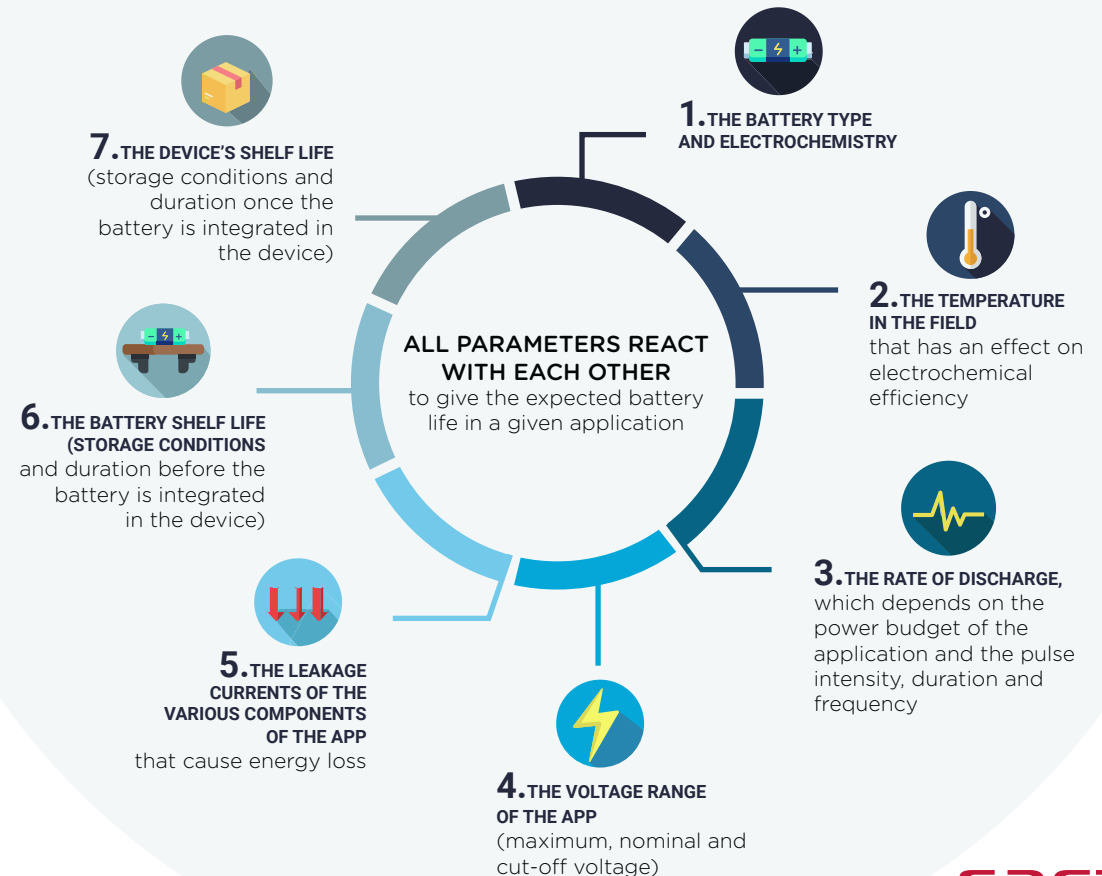 1.THE BATTERY TYPE
AND ELECTROCHEMISTRY
2.THE TEMPERATURE
IN THE FIELD
that has an effect on
electrochemical
efficiency
3.THE RATE OF DISCHARGE,
which depends on the
power budget of the
application and the pulse
intensity, duration and
frequency
4.THE VOLTAGE RANGE
OF THE APP
(maximum, nominal and
cut-off voltage)
5.THE LEAKAGE
CURRENTS OF THE
VARIOUS COMPONENTS
OF THE APP
that cause energy loss
6.THE BATTERY SHELF LIFE
(STORAGE CONDITIONS
and duration before the
battery is integrated
in the device)
7.THE DEVICE'S SHELF LIFE
(storage conditions and
duration once the
battery is integrated in
the device)
ALL PARAMETERS REACT
WITH EACH OTHER
to give the expected battery
life in a given application